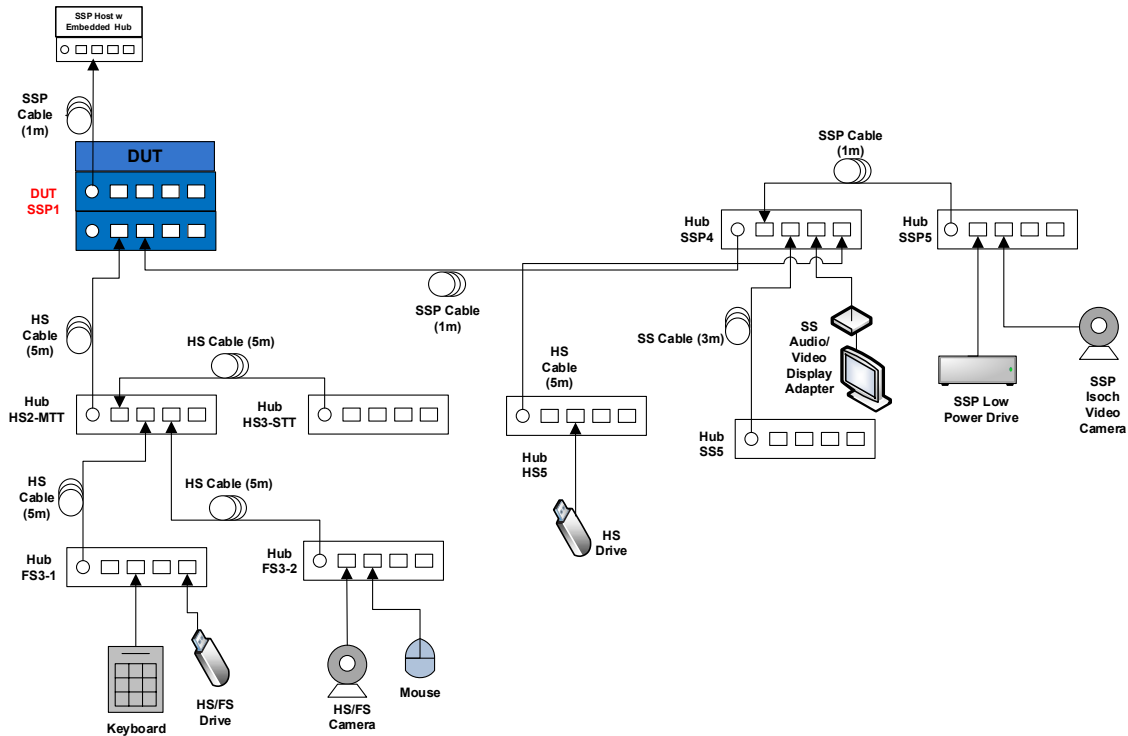 SSP Host w
Embedded Hub
SSP
Cable
(1m)
DUT
DUT
SSP1
SSP Cable
(1m)
Hub
SSP4
Hub
SSP5
SSP Cable
(1m)
HS
Cable
(5m)
HS Cable (5m)
Hub
HS2-MTT
Hub
HS3-STT
HS
Cable
(5m)
SS Cable (3m)
SS
Audio/
Video
Display
Adapter
SSP Low
Power Drive
SSP
Isoch
Video
Camera
Hub
HS5
Hub
SS5
HS
Cable
(5m)
HS Cable (5m)
HS
Drive
Hub
FS3-1
Hub
FS3-2
Keyboard
HS/FS
Drive
HS/FS
Camera
Mouse